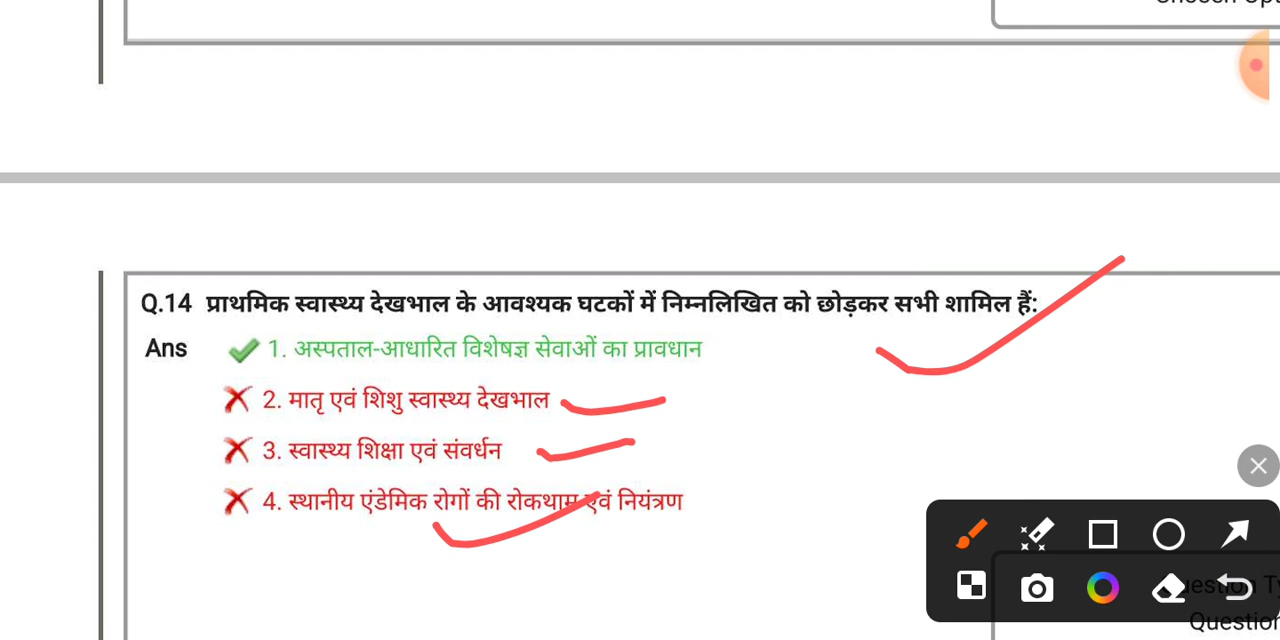 Q.14 प्राथमिक स्वास्थ्य देखभाल के आवश्यक घटकों में निम्नलिखित को छोड़कर सभी शामिल हैं:
Ans 1. अस्पताल-आधारित विशेषज्ञ सेवाओं का प्रावधान
2. मातृ एवं शिशु स्वास्थ्य देखभाल
3. स्वास्थ्य शिक्षा एवं संवर्धन
4. स्थानीय एंडेमिक रोगों की रोकथाम एवं नियंत्रण